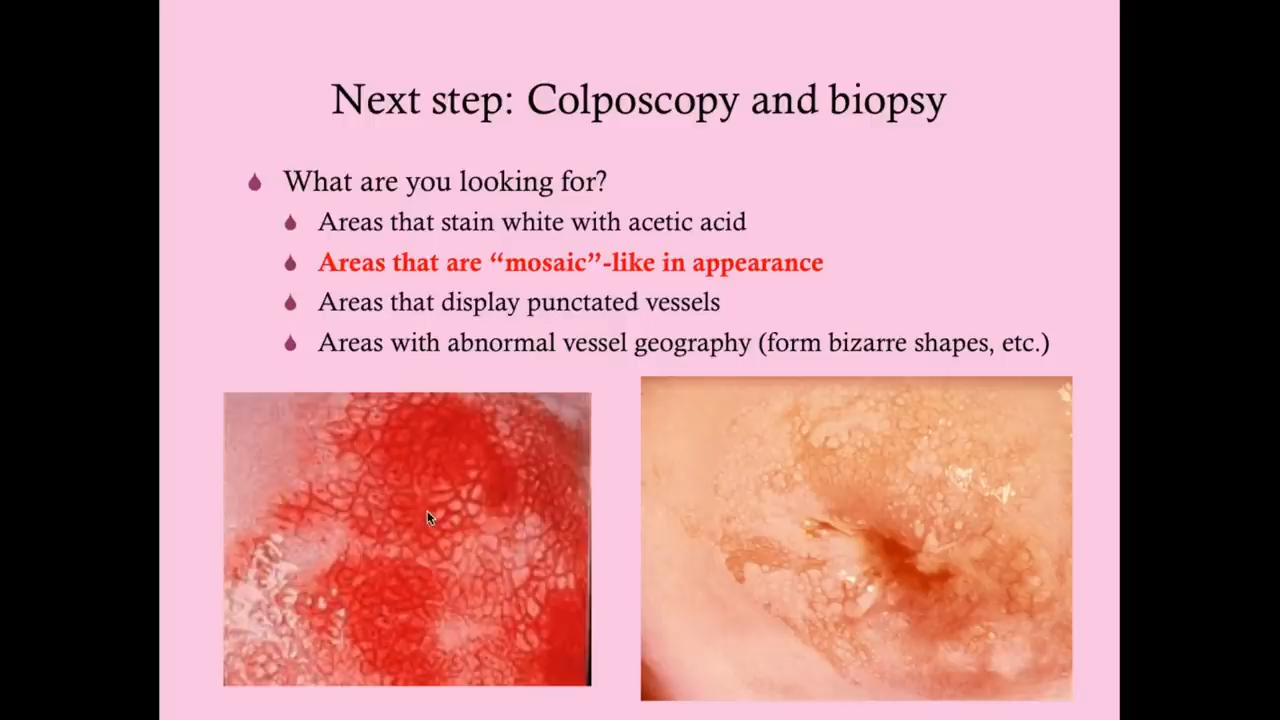 Next step: Colposcopy and biopsy
What are you looking for?
Areas that stain white with acetic acid
Areas that are “mosaic”-like in appearance
Areas that display punctated vessels
Areas with abnormal vessel geography (form bizarre shapes, etc.)